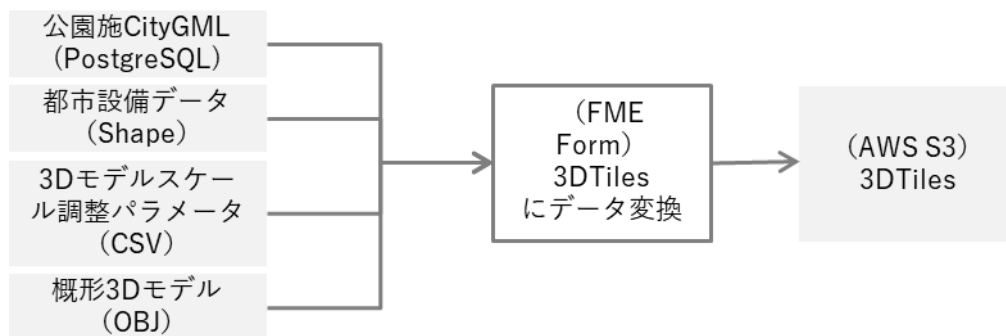 公園施CityGML
（PostgreSQL）
都市設備データ
（Shape）
3Dモデルスケー
ル調整パラメータ
（CSV）
概形3Dモデル
（OBJ）
（FME
Form）
3DTiles
にデータ変換
（AWS S3）
3DTiles